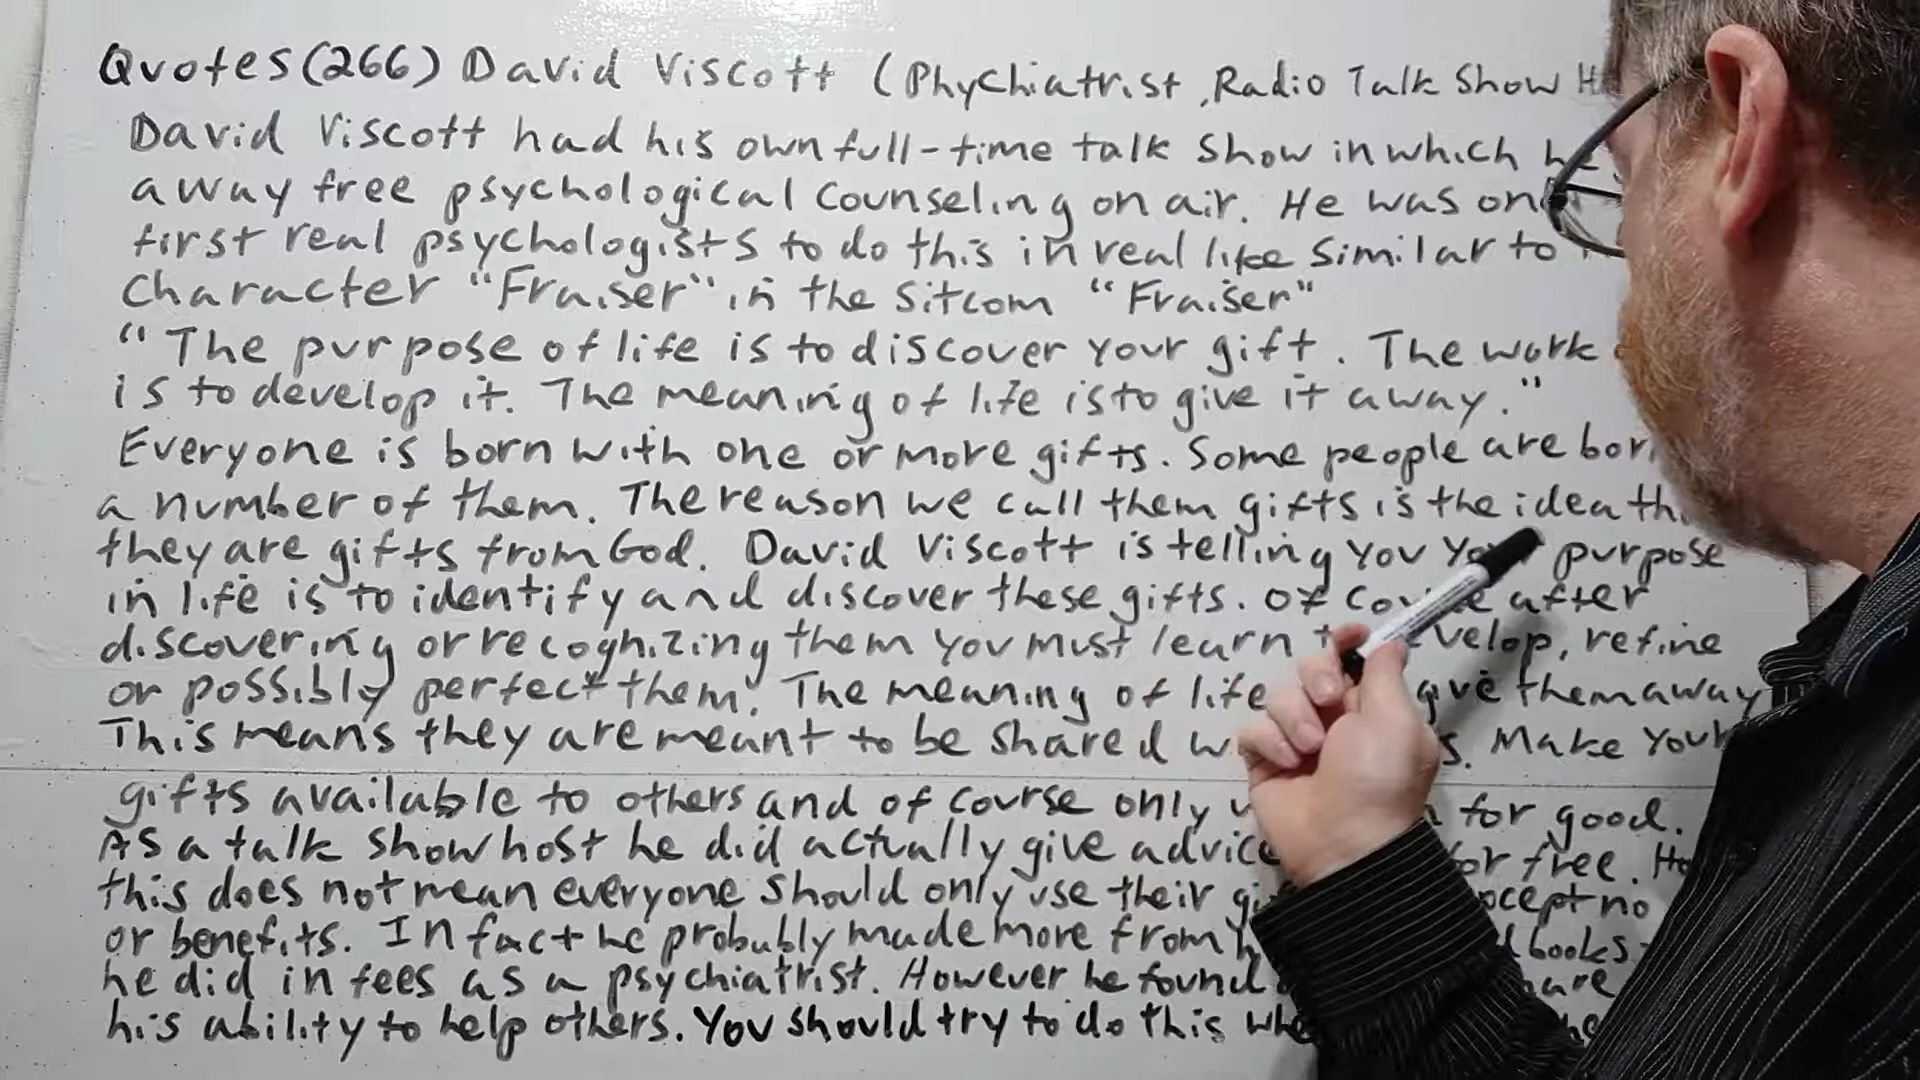 Quotes(266) David Viscott (Phychiatrist, Radio Talk Show
David Viscott had his own full-time talk show in which
away free psychological counseling on air. He was
first real psychologists to do this in real like similar to
character "Fraiser" in the sitcom "Fraiser"
"The purpose of life is to discover your gift. The work
is to develop it. The meaning of life is to give it away."
Everyone is born with one or more gifts. Some people are
a number of them. The reason we call them gifts is the idea
they are gifts from God. David Viscott is telling you purpose
in life is to identify and discover these gifts. Of after
discovering or recoghizing them you must learn refine
or possibly perfect them. The meaning of life them away
This means they are meant to be shared Make your
gifts available to others and of course only for good.
As a talk show host he did actually give advice for free.
this does not mean everyone should only use their no
or benefits. In fact he probably made more from books
he did in fees as a psychiatrist. However he found
his ability to help others. You should try to do this